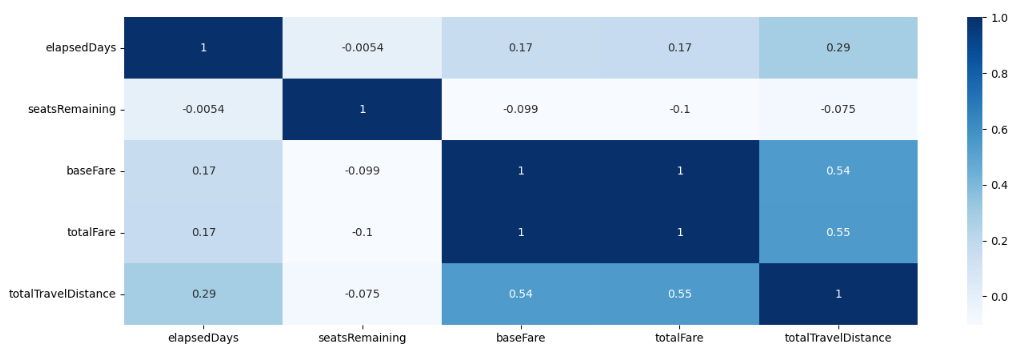 elapsedDays 1 -0.0054 0.17 0.17 0.29
seatsRemaining -0.0054 1 -0.099 -0.1 -0.075
baseFare 0.17 -0.099 1 1 0.54
totalFare 0.17 -0.1 1 1 0.55
totalTravelDistance 0.29 -0.075 0.54 0.55 1
elapsedDays seatsRemaining baseFare totalFare totalTravelDistance
1.0
0.8
0.6
0.4
0.2
0.0